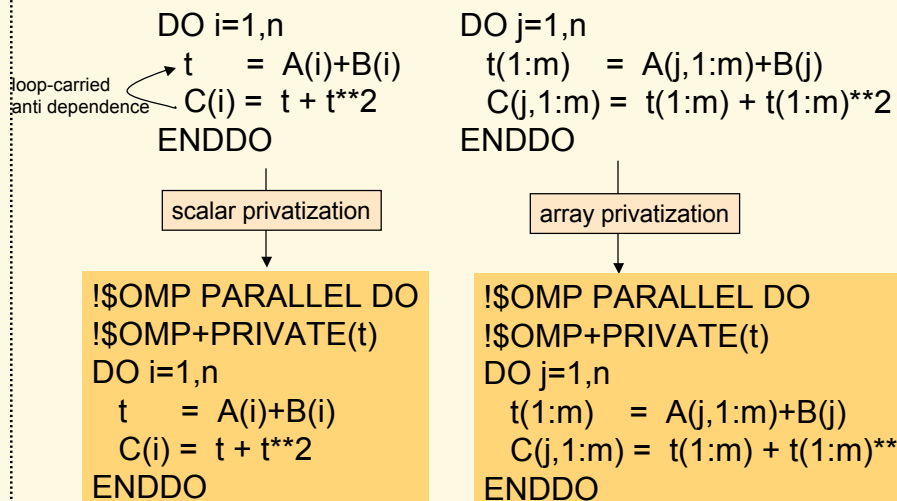 DO i=1,n
t = A(i)+B(i)
C(i) = t + t**2
ENDDO
loop-carried
anti dependence
scalar privatization
!$OMP PARALLEL DO
!$OMP+PRIVATE(t)
DO i=1,n
t = A(i)+B(i)
C(i) = t + t**2
ENDDO
DO j=1,n
t(1:m) = A(j,1:m)+B(j)
C(j,1:m) = t(1:m) + t(1:m)**2
ENDDO
array privatization
!$OMP PARALLEL DO
!$OMP+PRIVATE(t)
DO j=1,n
t(1:m) = A(j,1:m)+B(j)
C(j,1:m) = t(1:m) + t(1:m)**
ENDDO